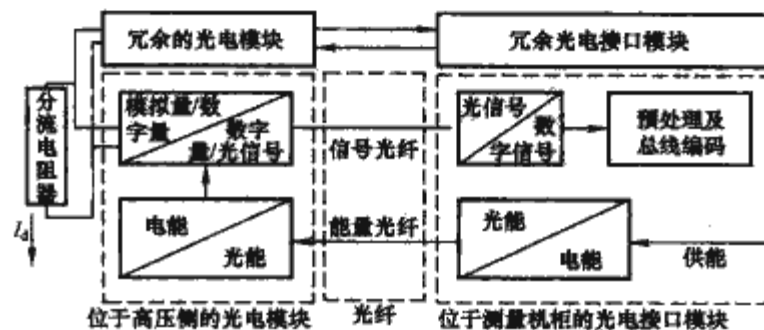 冗余的光电模块
冗余光电接口模块
分流电阻器
I_d
模拟量/数
字量
数字
量/光信号
信号光纤
光信号
数
字信号
预处理及
总线编码
电能
光能
能量光纤
光能
电能
供能
位于高压侧的光电模块
光纤
位于测量机柜的光电接口模块